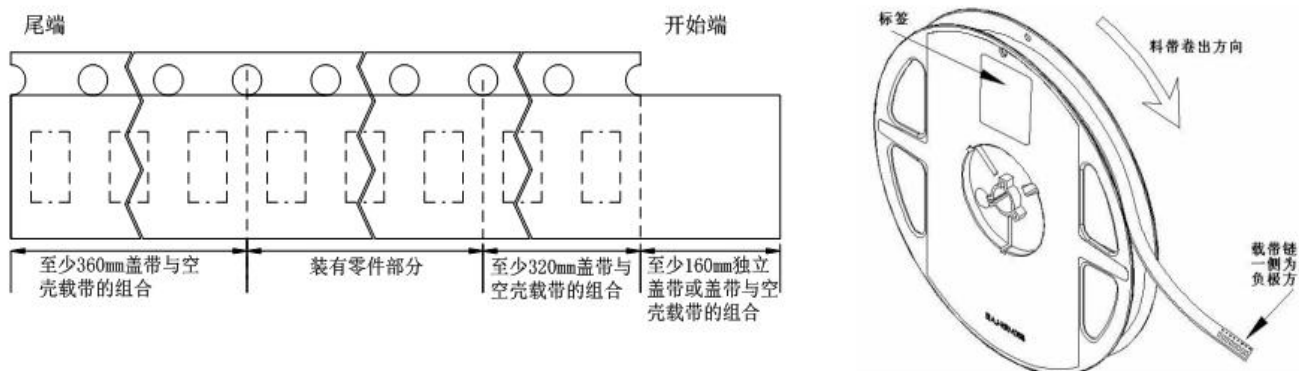 尾端
开始端
至少360mm盖带与空
壳载带的组合
装有零件部分
至少320mm盖带与
空壳载带的组合
至少160mm独立
盖带或盖带与空
壳载带的组合
标签
料带卷出方向
载带链
一侧为
负极方